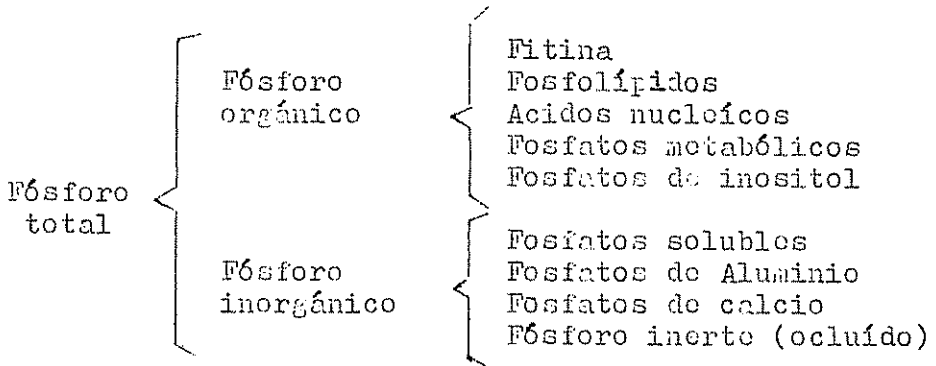 Fósforo total
Fósforo orgánico
Fitina
Fosfolípidos
Acidos nucleícos
Fosfatos metabólicos
Fosfatos de inositol
Fósforo inorgánico
Fosfatos solubles
Fosfatos de Aluminio
Fosfatos de calcio
Fósforo inerte (ocluído)